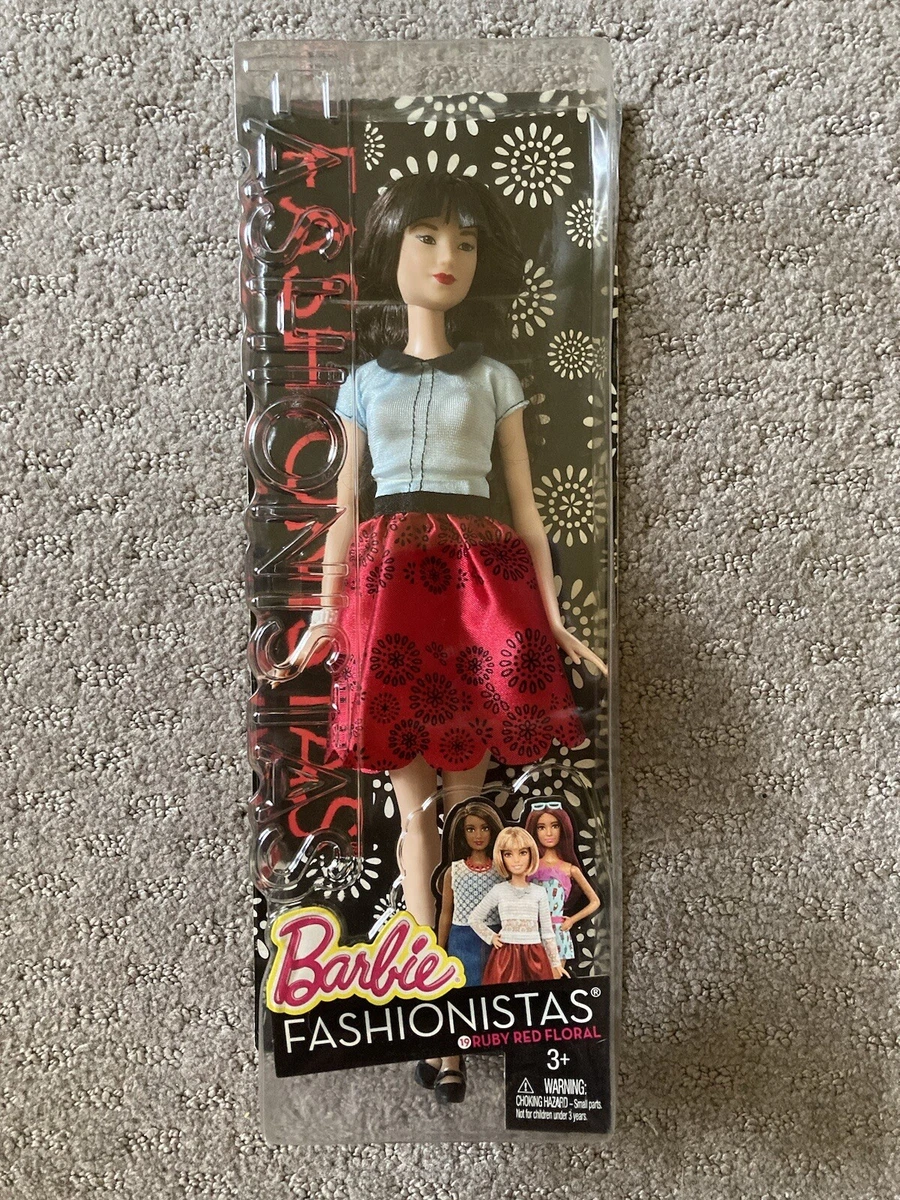 FASHIONISTAS
Barbie
FASHIONISTAS®
19 RUBY RED FLORAL
3+
⚠ WARNING:
CHOKING HAZARD – Small parts.
Not for children under 3 years.